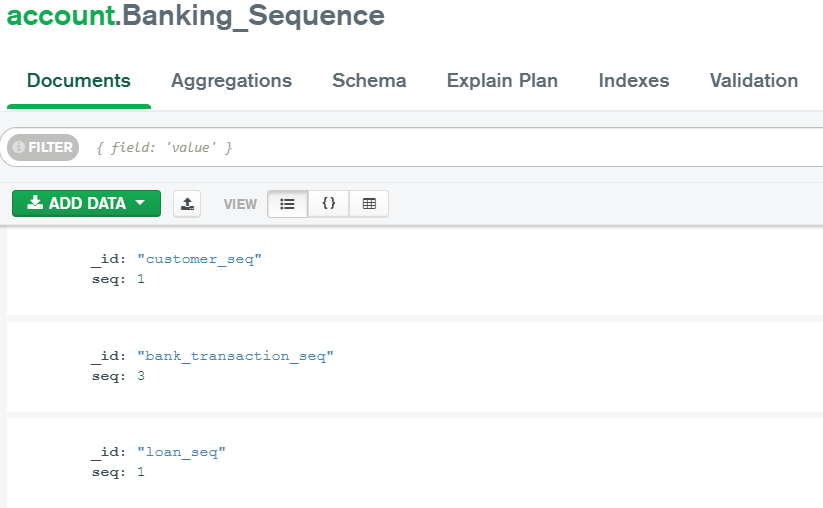 account.Banking_Sequence
Documents Aggregations Schema Explain Plan Indexes Validation
FILTER { field: 'value' }
ADD DATA VIEW { }
_id: "customer_seq"
seq: 1
_id: "bank_transaction_seq"
seq: 3
_id: "loan_seq"
seq: 1